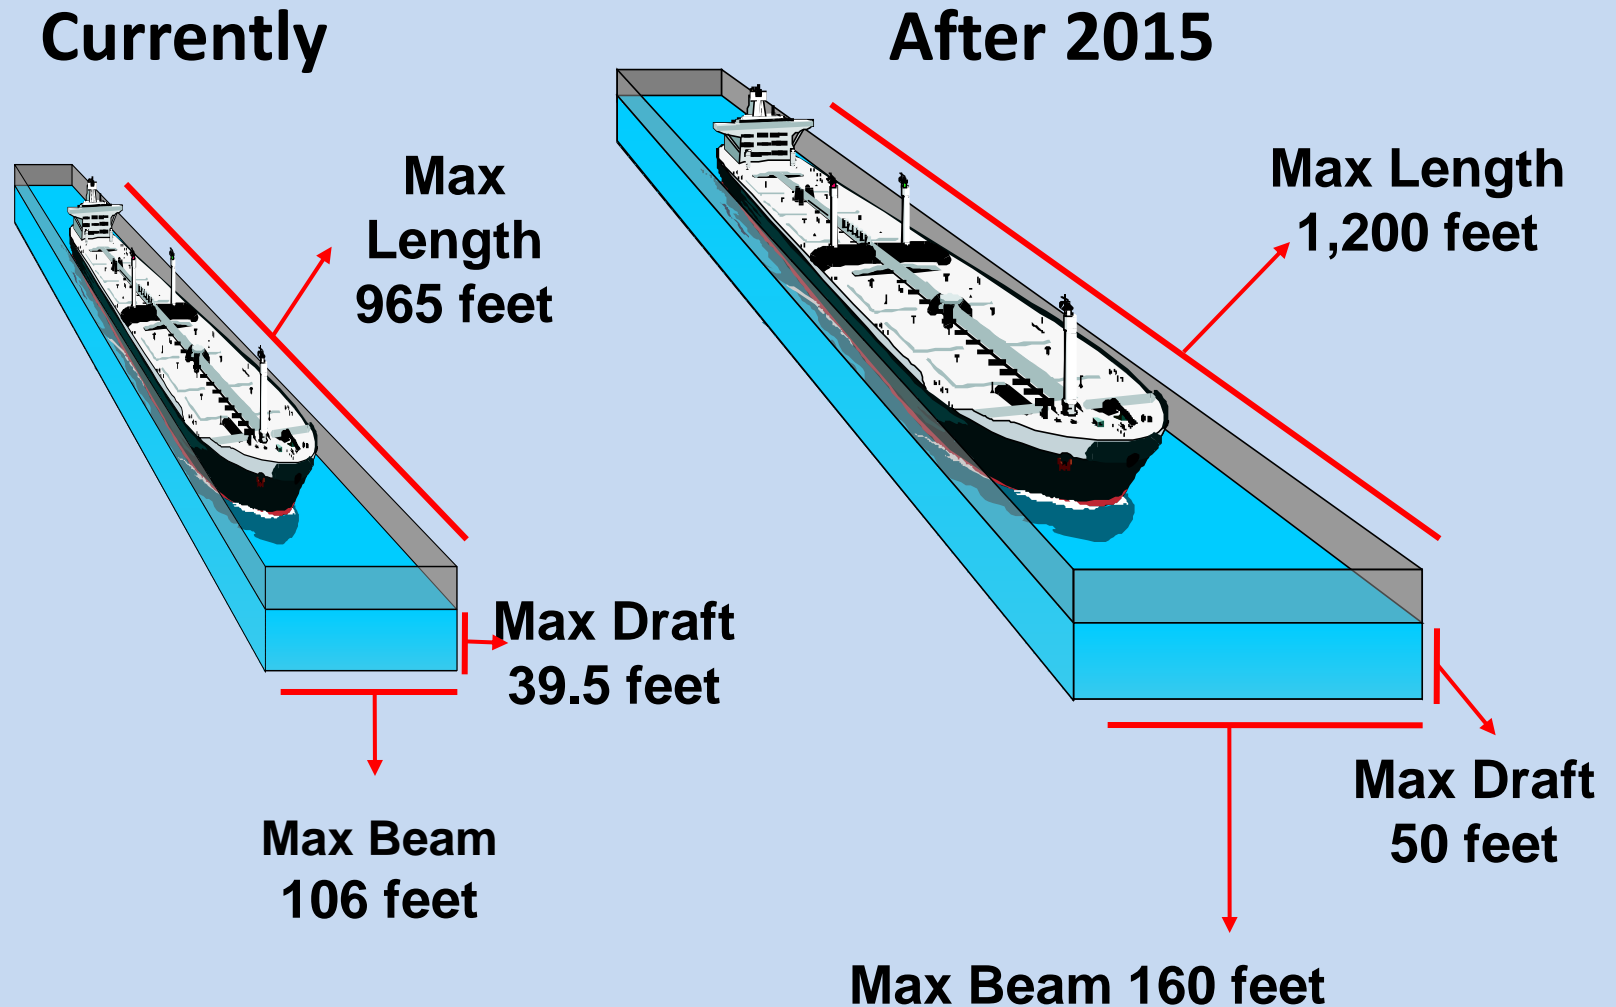 Currently
Max
Length
965 feet
Max Draft
39.5 feet
Max Beam
106 feet
After 2015
Max Length
1,200 feet
Max Draft
50 feet
Max Beam 160 feet